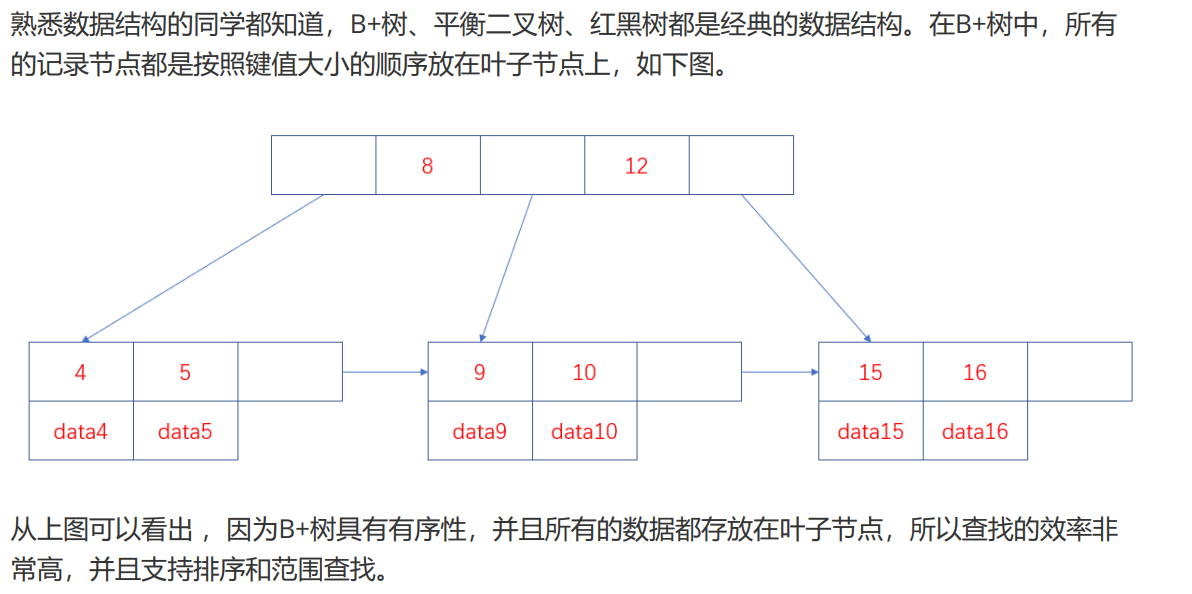 熟悉数据结构的同学都知道，B+树、平衡二叉树、红黑树都是经典的数据结构。在B+树中，所有
的记录节点都是按照键值大小的顺序放在叶子节点上，如下图。
8 12
4 5 9 10 15 16
data4 data5 data9 data10 data15 data16
从上图可以看出 ，因为B+树具有有序性，并且所有的数据都存放在叶子节点，所以查找的效率非
常高，并且支持排序和范围查找。